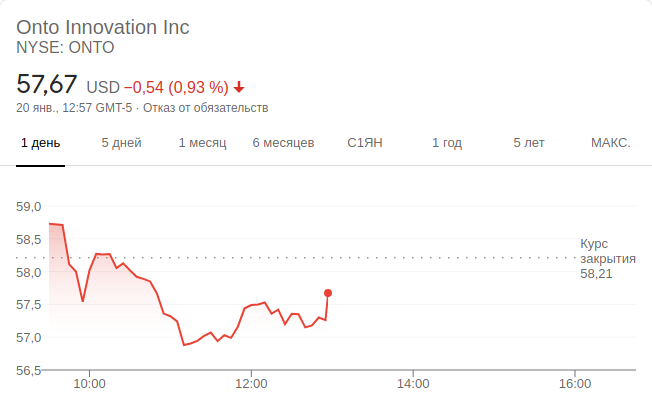 Onto Innovation Inc
NYSE: ONTO
57,67 USD −0,54 (0,93 %)
20 янв., 12:57 GMT-5 · Отказ от обязательств
1 день 5 дней 1 месяц 6 месяцев С1ЯН 1 год 5 лет МАКС.
59,0
58,5
58,0
57,5
57,0
56,5
Курс
закрытия
58,21
10:00 12:00 14:00 16:00